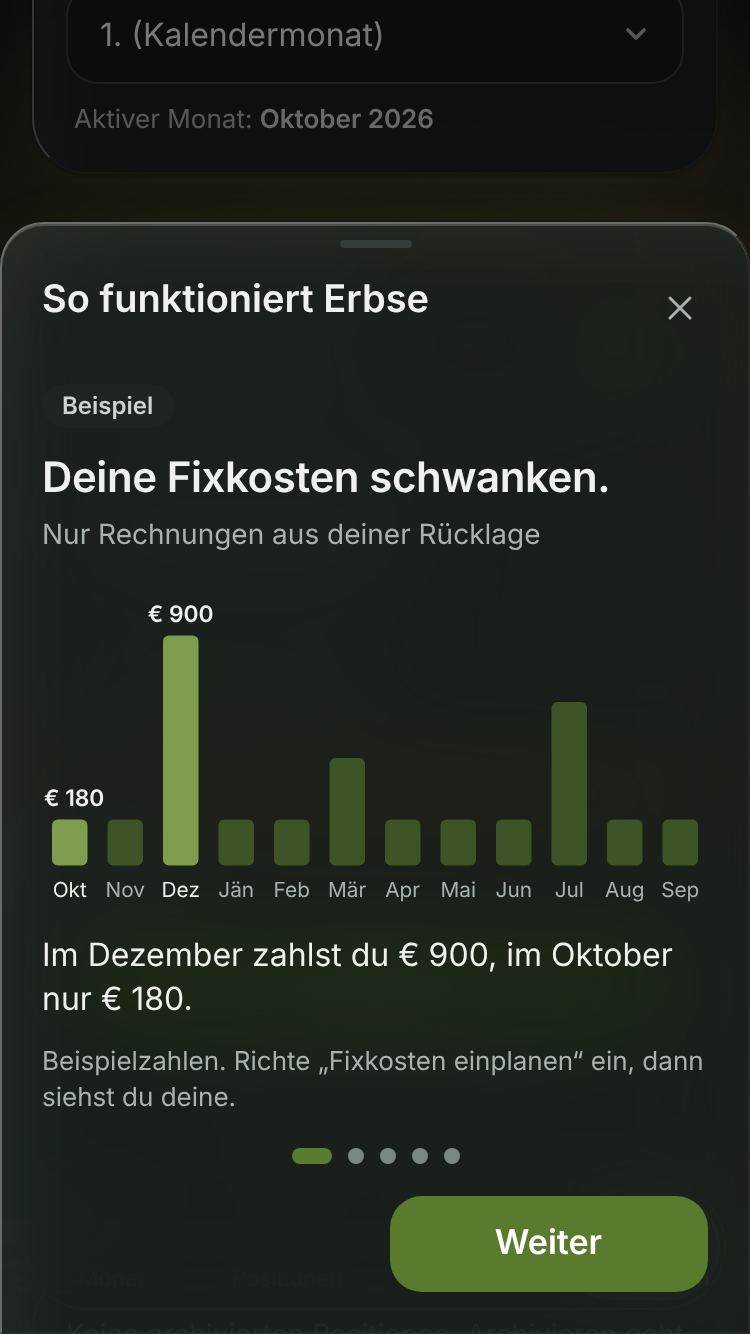 1. (Kalendermonat)
Aktiver Monat: Oktober 2026
So funktioniert Erbse
Beispiel
Deine Fixkosten schwanken.
Nur Rechnungen aus deiner Rücklage
€ 900
€ 180
Okt Nov Dez Jän Feb Mär Apr Mai Jun Jul Aug Sep
Im Dezember zahlst du € 900, im Oktober
nur € 180.
Beispielzahlen. Richte „Fixkosten einplanen“ ein, dann
siehst du deine.
Weiter